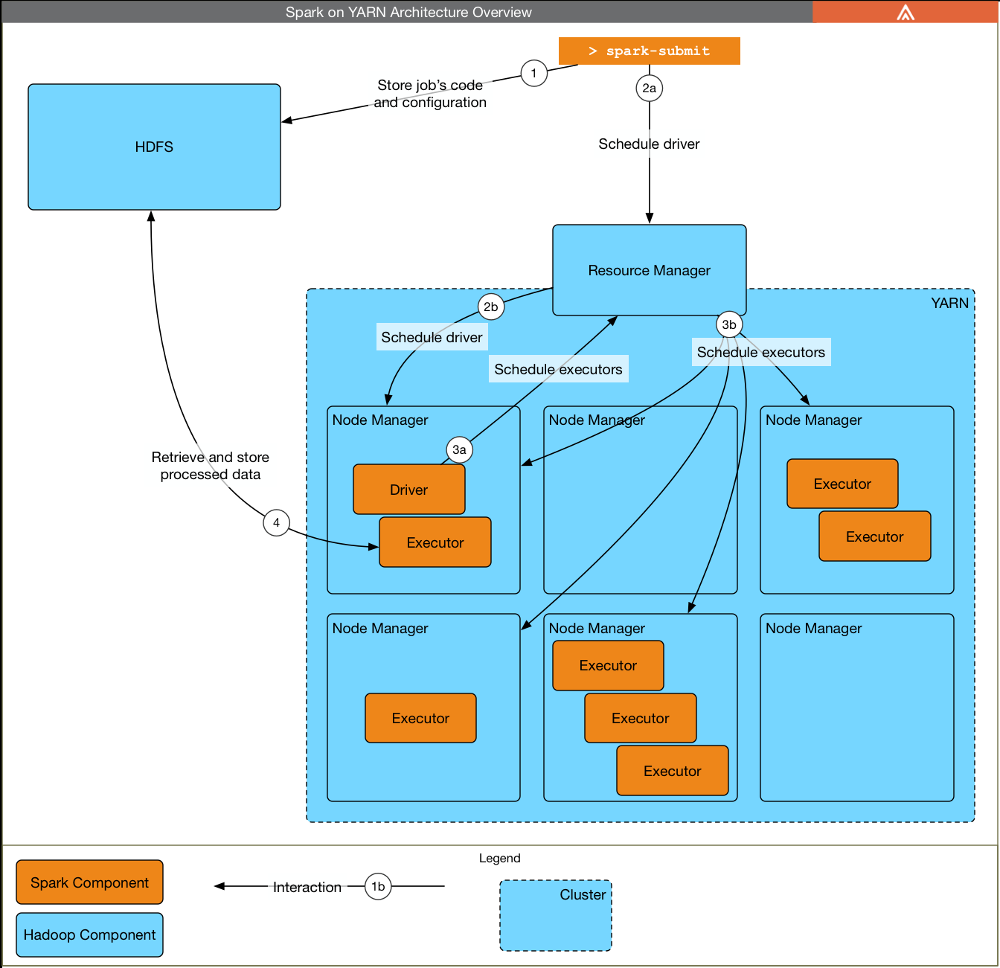 Spark on YARN Architecture Overview
> spark-submit
1
Store job's code
and configuration
2a
HDFS
Schedule driver
Resource Manager
YARN
2b
3b
Schedule driver
Schedule executors
Schedule executors
Node Manager
Node Manager
Node Manager
3a
Retrieve and store
processed data
Driver
Executor
4
Executor
Executor
Node Manager
Node Manager
Node Manager
Executor
Executor
Executor
Executor
Legend
Spark Component
Interaction
1b
Cluster
Hadoop Component